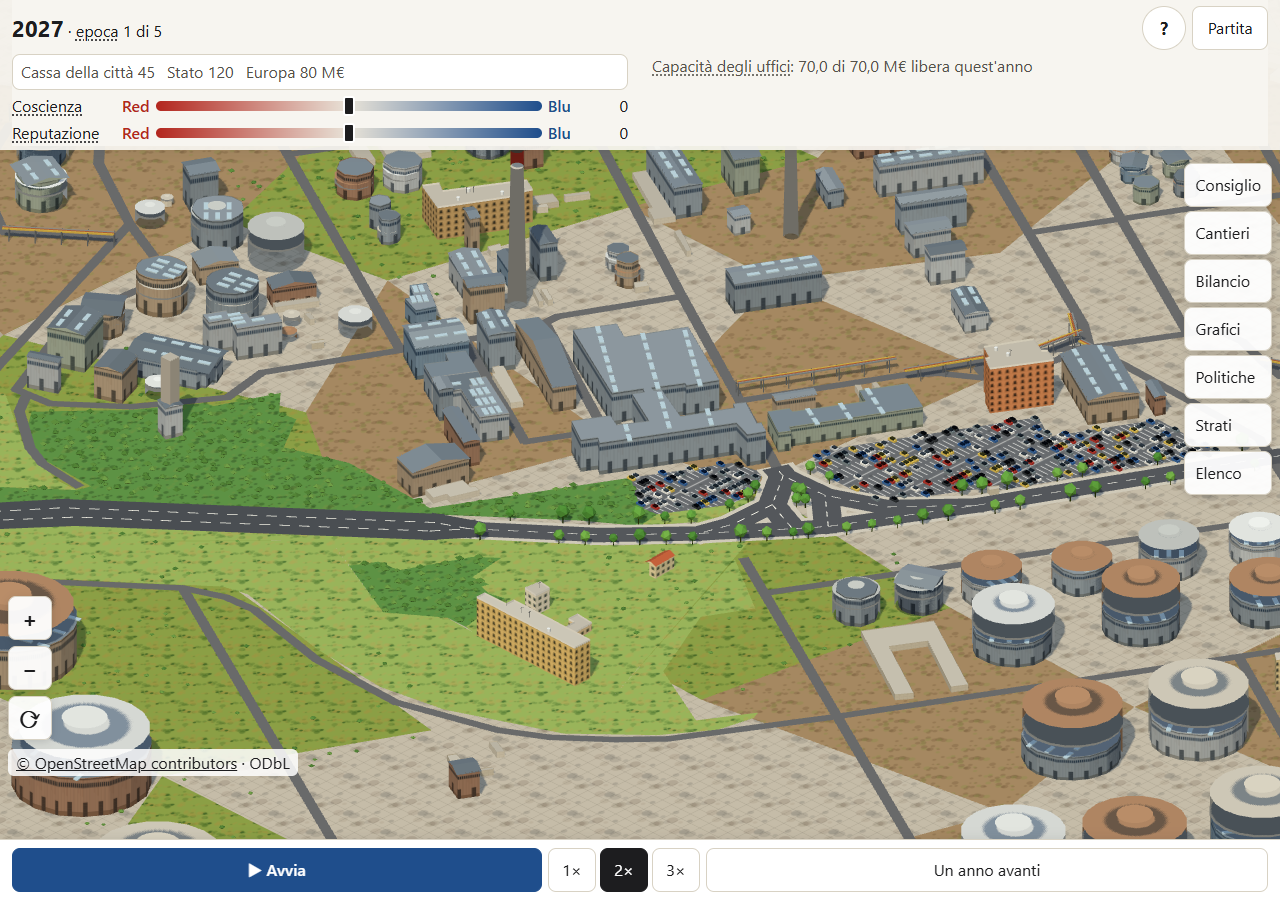 2027 · epoca 1 di 5
? Partita
Cassa della città 45 Stato 120 Europa 80 M€
Capacità degli uffici: 70,0 di 70,0 M€ libera quest'anno
Coscienza Red Blu 0
Reputazione Red Blu 0
Consiglio
Cantieri
Bilancio
Grafici
Politiche
Strati
Elenco
+
−
⟳
© OpenStreetMap contributors · ODbL
▶ Avvia 1× 2× 3× Un anno avanti